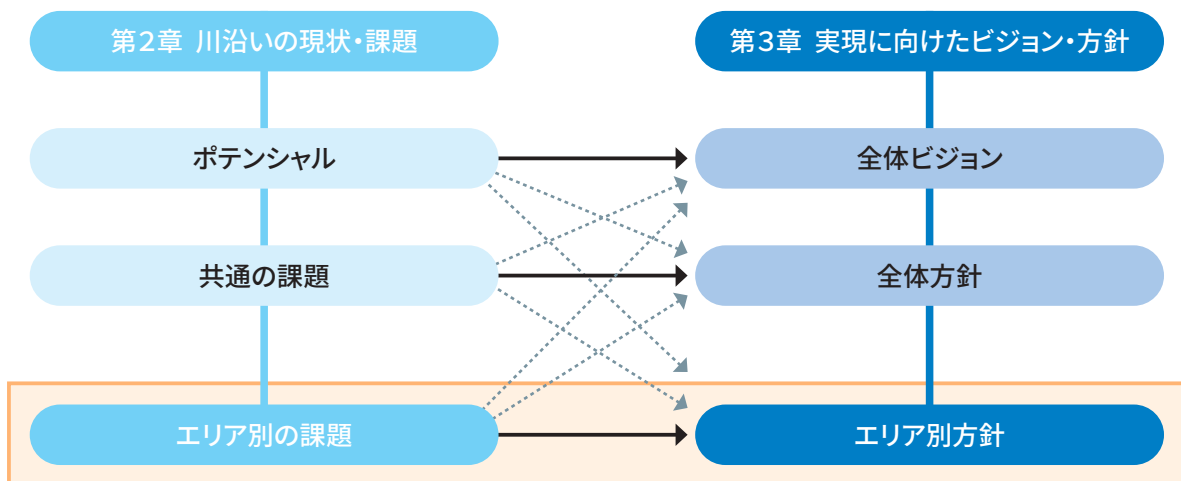 第2章 川沿いの現状・課題
第3章 実現に向けたビジョン・方針
ポテンシャル
全体ビジョン
共通の課題
全体方針
エリア別の課題
エリア別方針